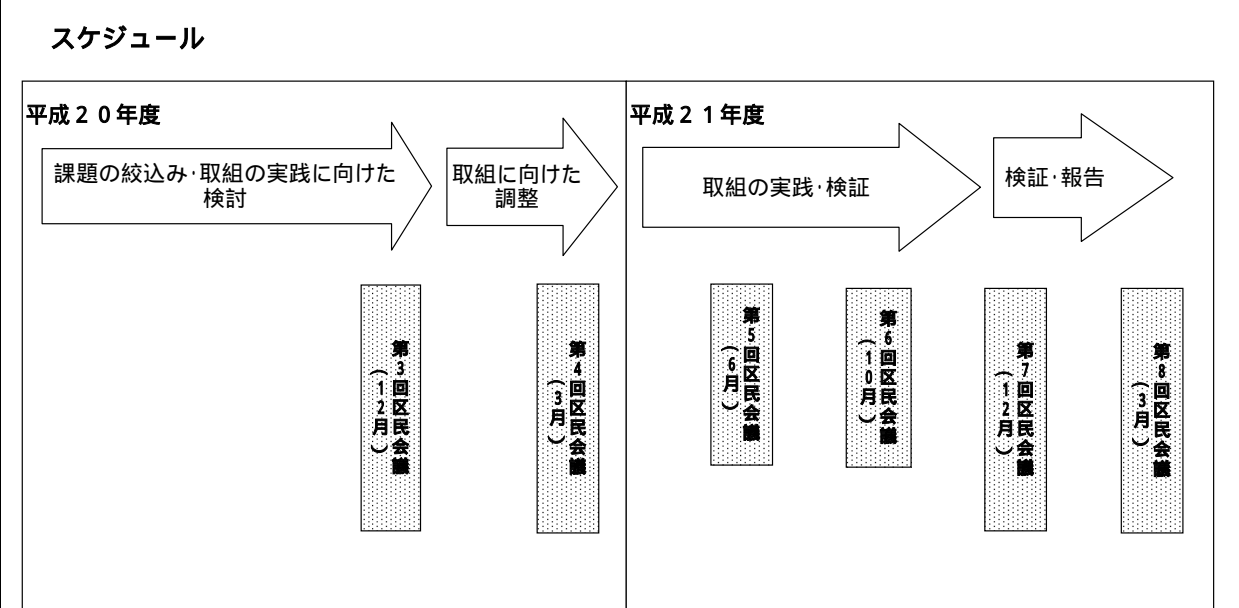 スケジュール
平成２０年度
課題の絞込み・取組の実践に向けた
検討
取組に向けた
調整
第3回区民会議
（12月）
第4回区民会議
（3月）
平成２１年度
取組の実践・検証
検証・報告
第5回区民会議
（6月）
第6回区民会議
（10月）
第7回区民会議
（12月）
第8回区民会議
（3月）